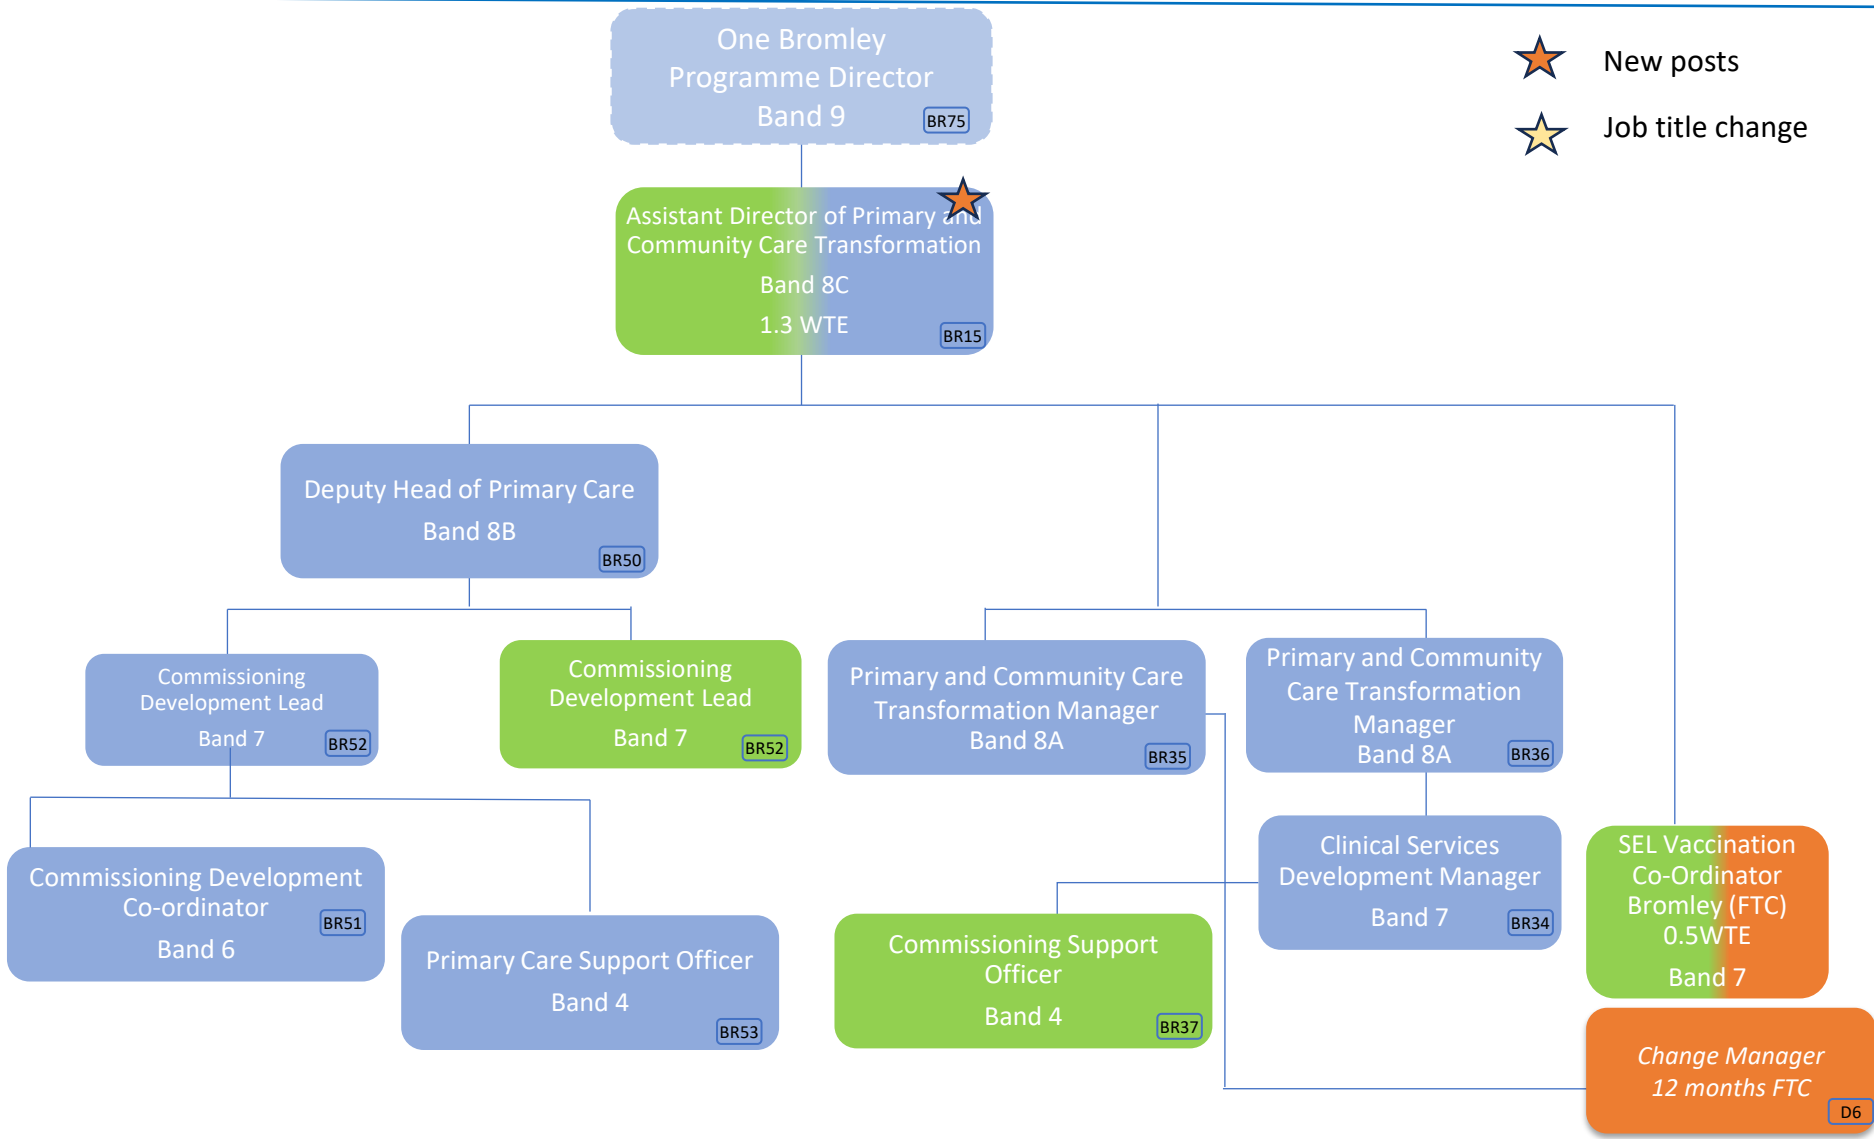 One Bromley
Programme Director
Band 9
BR75
New posts
Job title change
Assistant Director of Primary and
Community Care Transformation
Band 8C
1.3 WTE
BR15
Deputy Head of Primary Care
Band 8B
BR50
Commissioning
Development Lead
Band 7
BR52
Commissioning
Development Lead
Band 7
BR52
Primary and Community Care
Transformation Manager
Band 8A
BR35
Primary and Community
Care Transformation
Manager
Band 8A
BR36
Commissioning Development
Co-ordinator
BR51
Band 6
Primary Care Support Officer
Band 4
BR53
Clinical Services
Development Manager
Band 7
BR34
Commissioning Support
Officer
Band 4
BR37
SEL Vaccination
Co-Ordinator
Bromley (FTC)
0.5WTE
Band 7
Change Manager
12 months FTC
D6